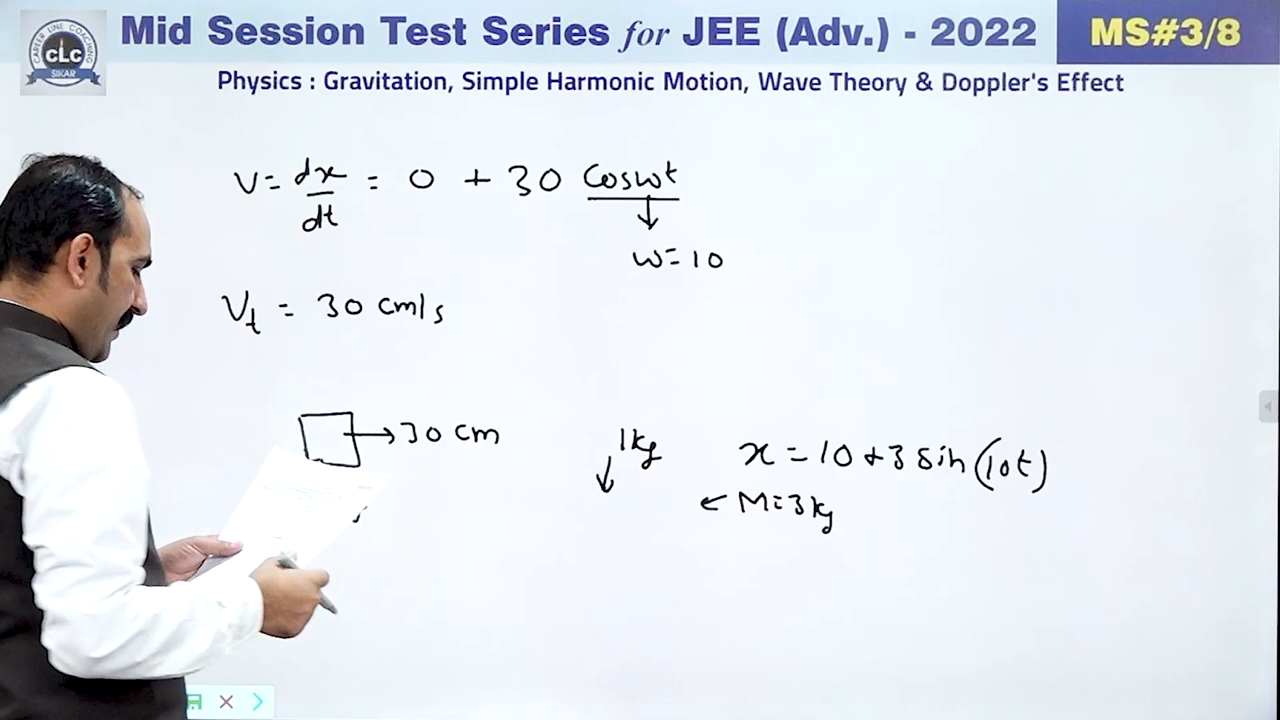 Mid Session Test Series for JEE (Adv.) - 2022
MS#3/8
CAREER LINE COACHING
CLC
SIKAR
Physics : Gravitation, Simple Harmonic Motion, Wave Theory & Doppler's Effect
V = dx/dt = 0 + 30 Coswt
↓
w = 10
V_t = 30 cm/s
→ 30 cm
1kg
↓
x = 10 + 3 sin (10t)
← M = 3kg